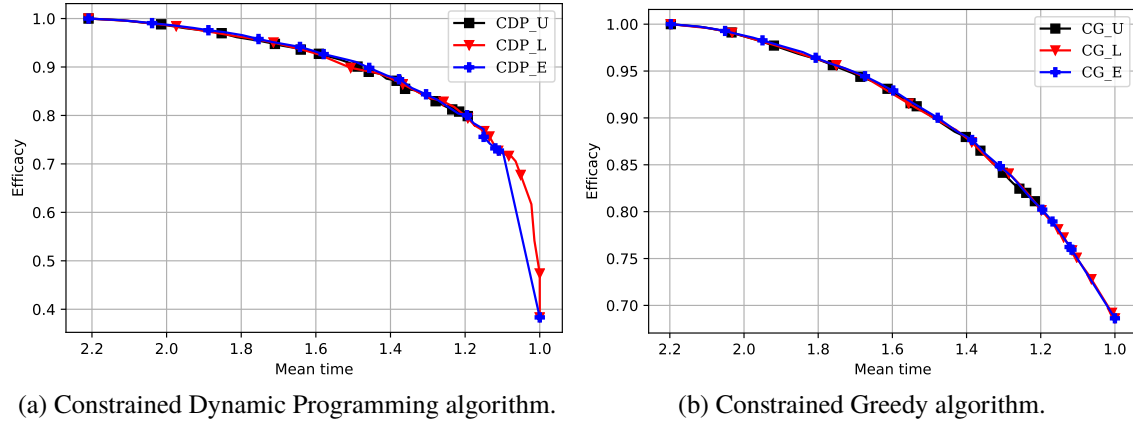 1.0
0.9
0.8
0.7
0.6
0.5
0.4
Efficacy
2.2 2.0 1.8 1.6 1.4 1.2 1.0
Mean time
CDP_U
CDP_L
CDP_E
(a) Constrained Dynamic Programming algorithm.
1.00
0.95
0.90
0.85
0.80
0.75
0.70
Efficacy
2.2 2.0 1.8 1.6 1.4 1.2 1.0
Mean time
CG_U
CG_L
CG_E
(b) Constrained Greedy algorithm.